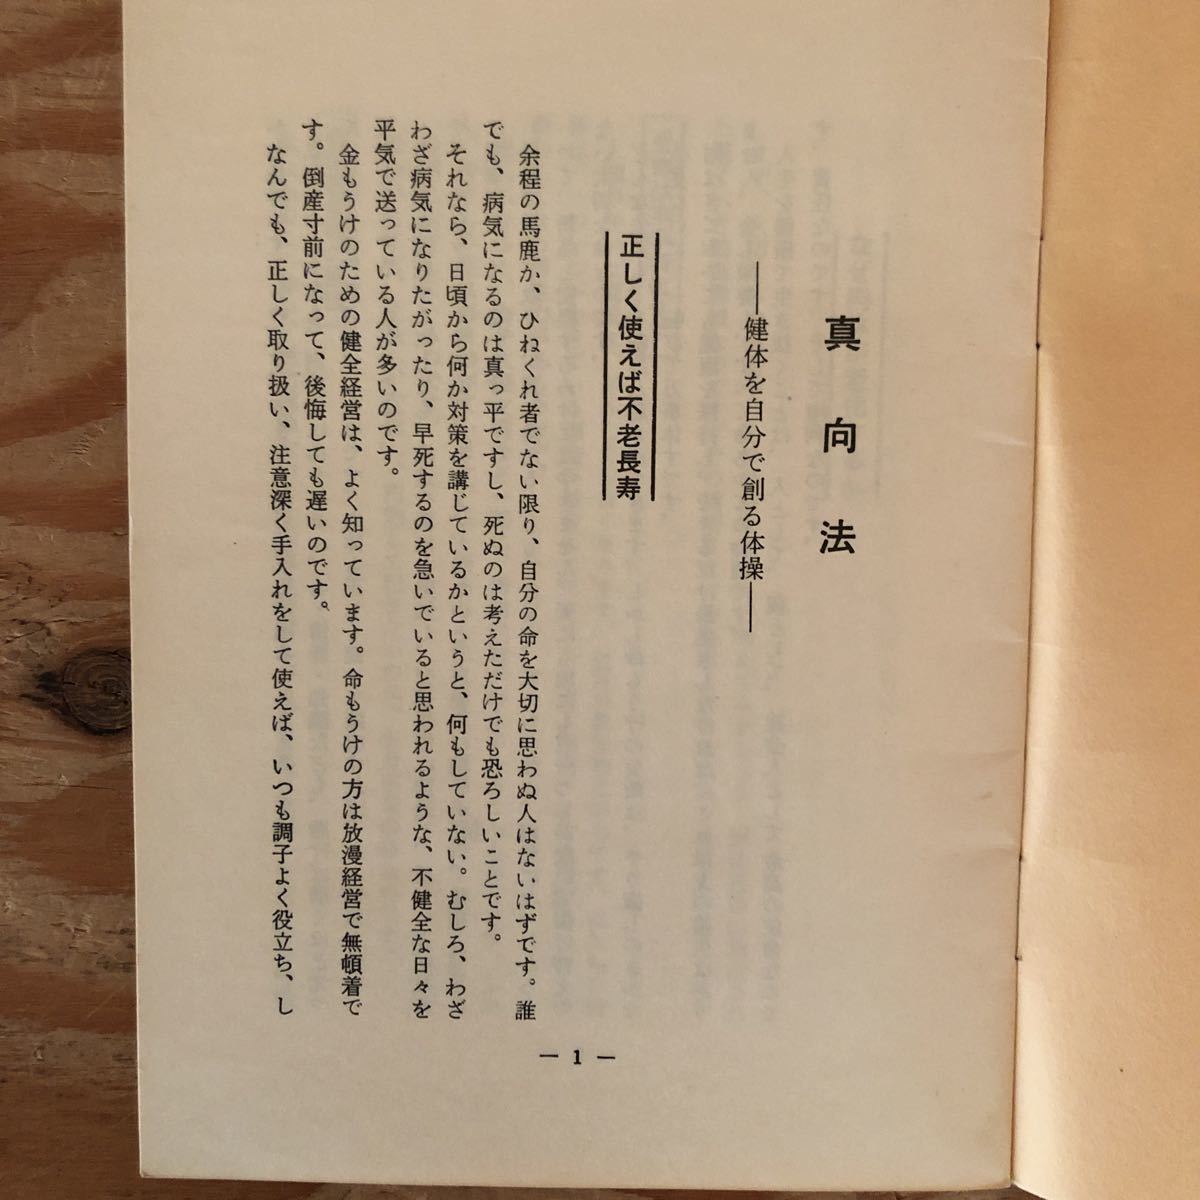 真向法
――健体を自分で創る体操――
正しく使えば不老長寿
余程の馬鹿か、ひねくれ者でない限り、自分の命を大切に思わぬ人はないはずです。誰
でも、病気になるのは真っ平ですし、死ぬのは考えただけでも恐ろしいことです。
それなら、日頃から何か対策を講じているかというと、何もしていない。むしろ、わざ
わざ病気になりたがったり、早死するのを急いでいると思われるような、不健全な日々を
平気で送っている人が多いのです。
金もうけのための健全経営は、よく知っています。命もうけの方は放漫経営で無頓着で
す。倒産寸前になって、後悔しても遅いのです。
なんでも、正しく取り扱い、注意深く手入れをして使えば、いつも調子よく役立ち、し
― 1 ―